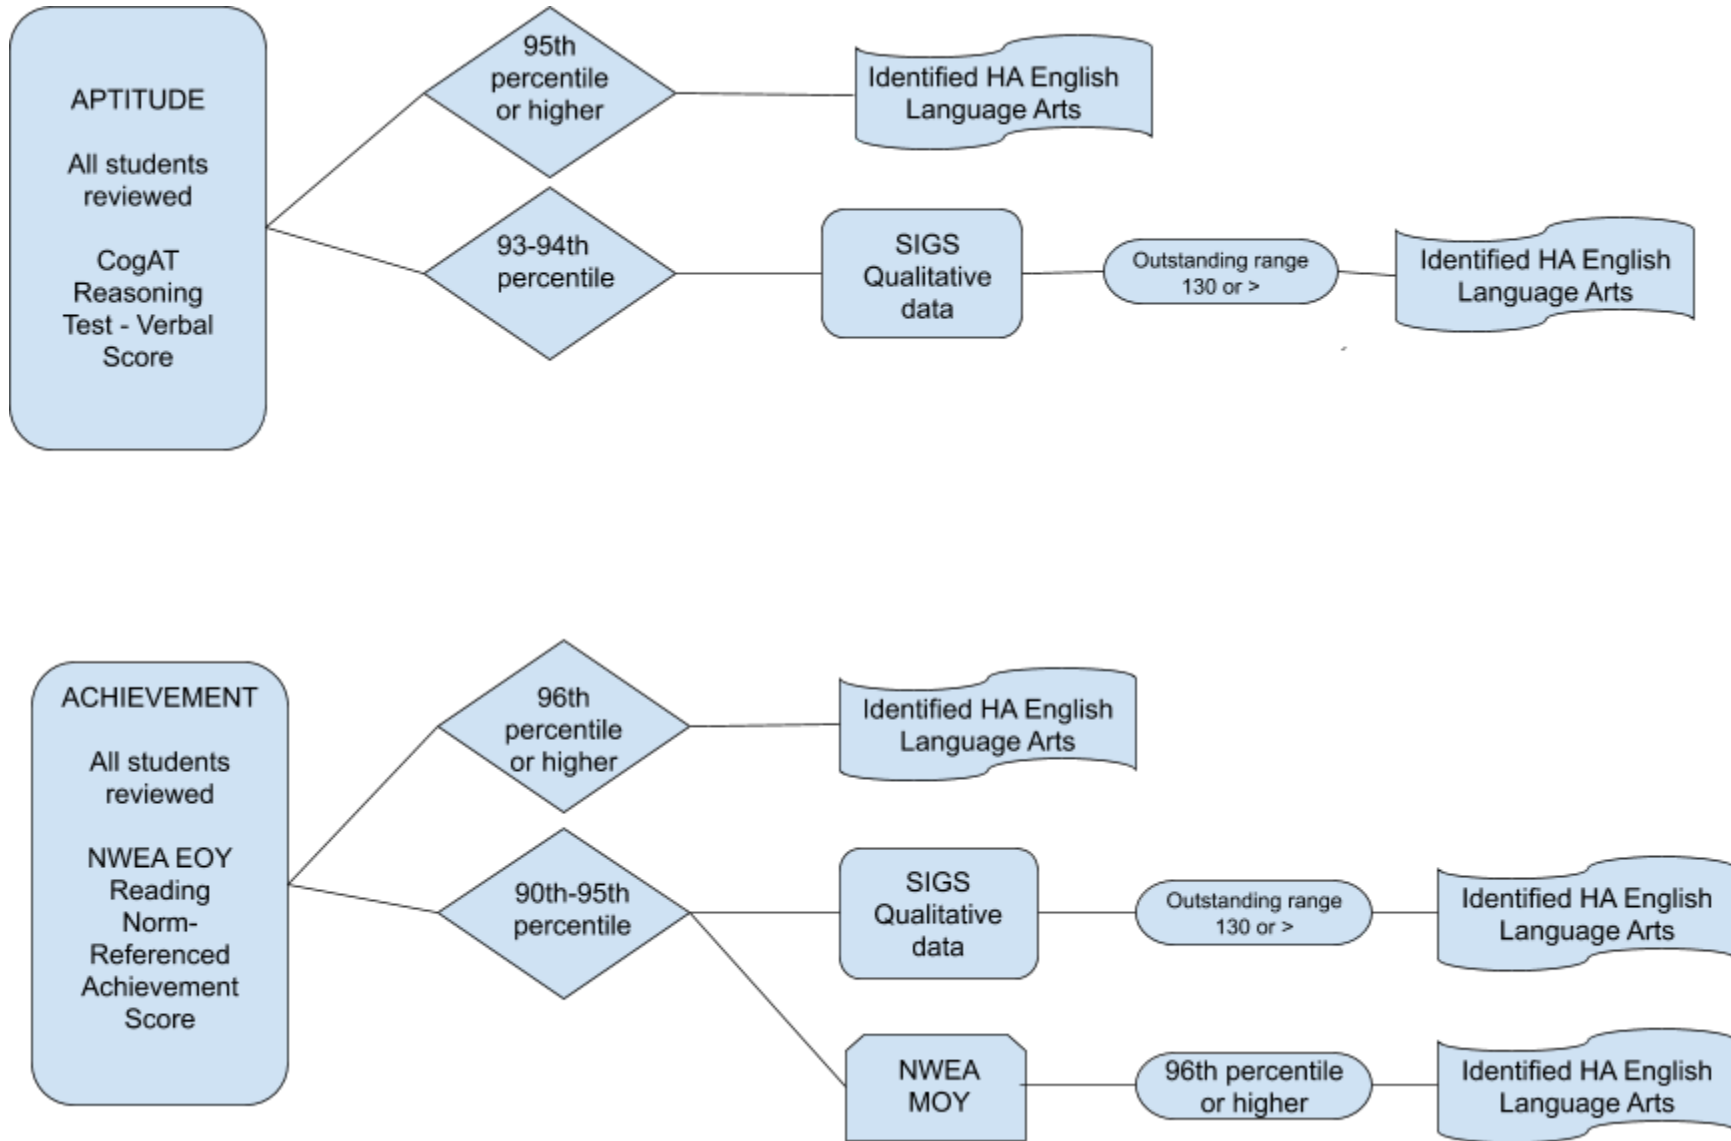 APTITUDE
All students
reviewed
CogAT
Reasoning
Test - Verbal
Score
95th
percentile
or higher
Identified HA English
Language Arts
93-94th
percentile
SIGS
Qualitative
data
Outstanding range
130 or >
Identified HA English
Language Arts
ACHIEVEMENT
All students
reviewed
NWEA EOY
Reading
Norm-
Referenced
Achievement
Score
96th
percentile
or higher
Identified HA English
Language Arts
90th-95th
percentile
SIGS
Qualitative
data
Outstanding range
130 or >
Identified HA English
Language Arts
NWEA
MOY
96th percentile
or higher
Identified HA English
Language Arts